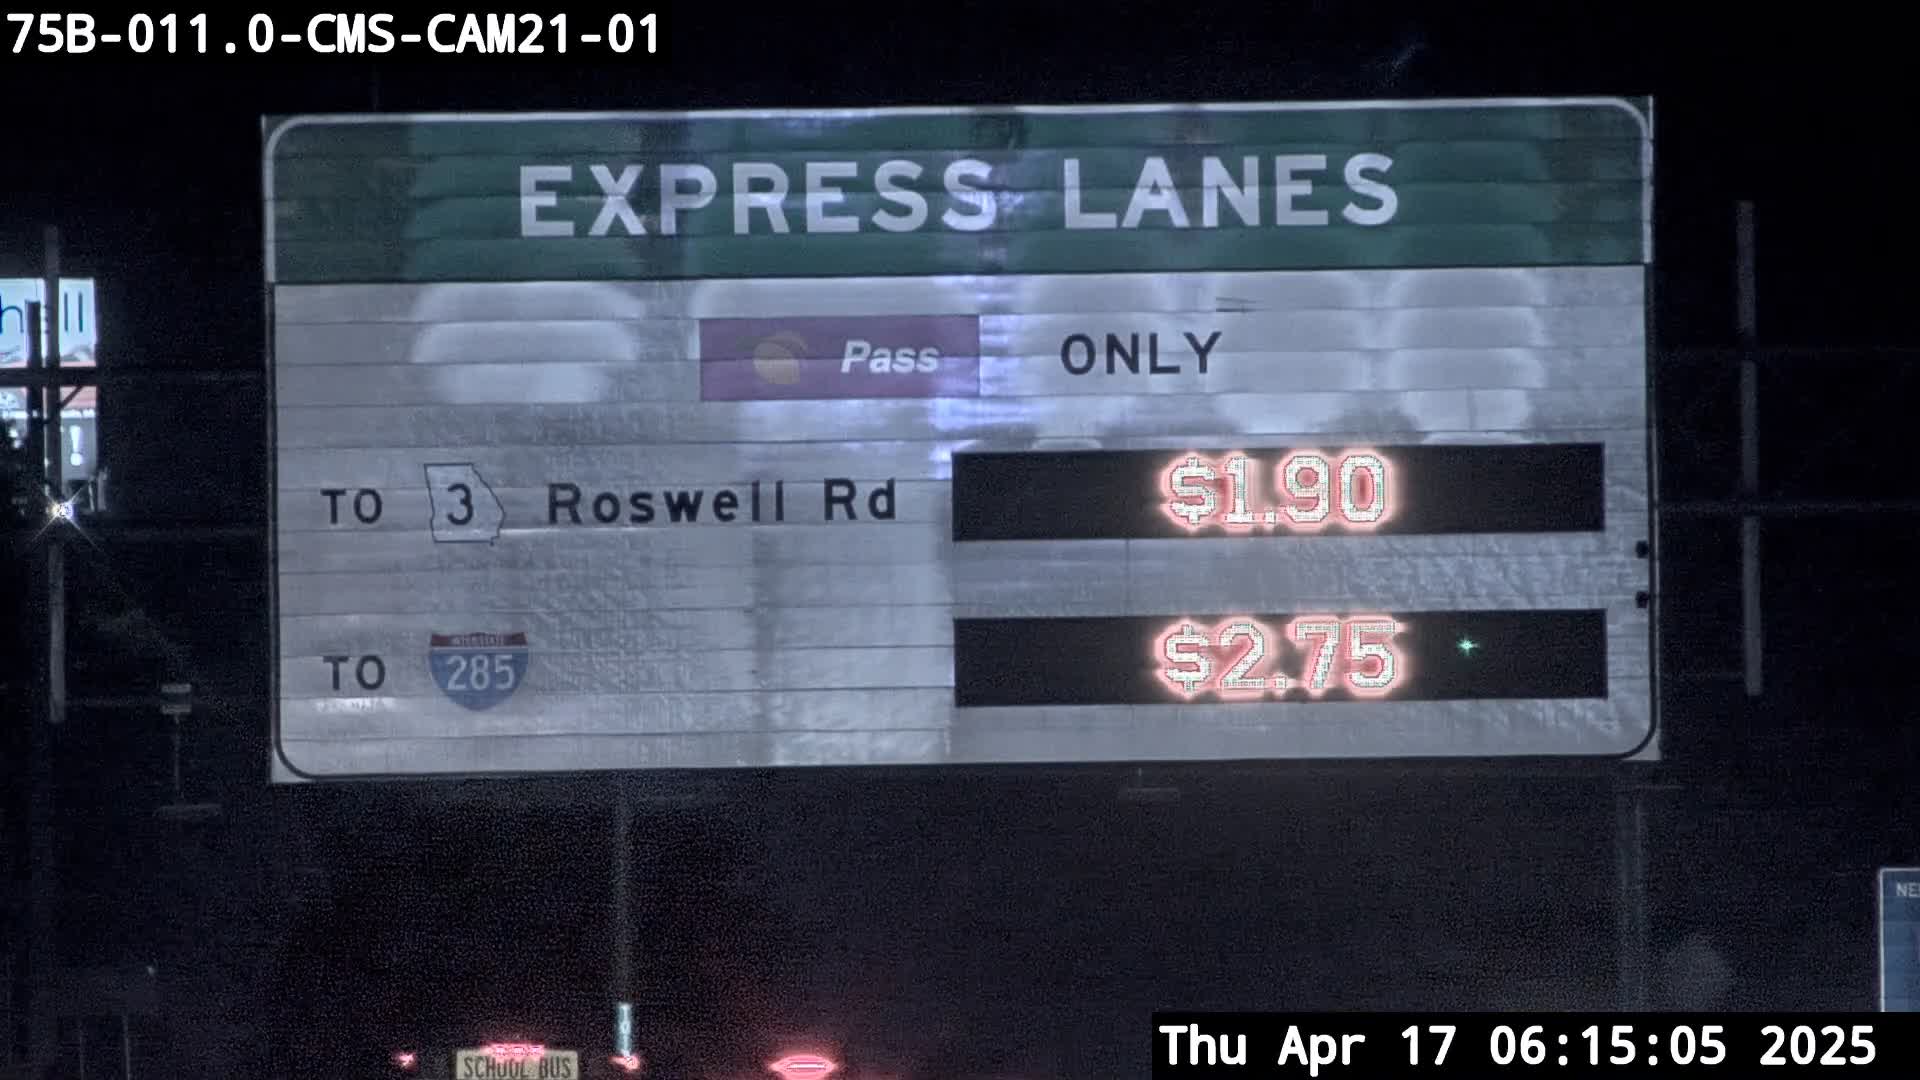 75B-011.0-CMS-CAM21-01
EXPRESS LANES
Pass ONLY
TO 3 Roswell Rd $1.90
TO INTERSTATE 285 $2.75
SCHOOL BUS
Thu Apr 17 06:15:05 2025